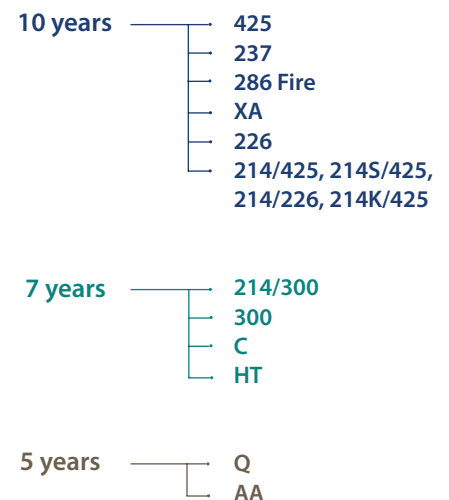 10 years
425
237
286 Fire
XA
226
214/425, 214S/425,
214/226, 214K/425
7 years
214/300
300
C
HT
5 years
Q
AA